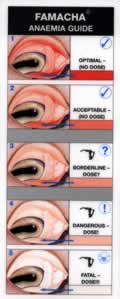 FAMACHA®
ANAEMIA GUIDE
1
OPTIMAL –
(NO DOSE)
2
ACCEPTABLE –
(NO DOSE)
3
?
BORDERLINE –
DOSE?
4
!
DANGEROUS –
DOSE!
5
FATAL –
DOSE!!!